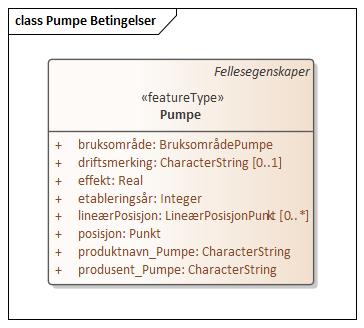 class Pumpe Betingelser
Fellesegenskaper
«featureType»
Pumpe
+ bruksområde: BruksområdePumpe
+ driftsmerking: CharacterString [0..1]
+ effekt: Real
+ etableringsår: Integer
+ lineærPosisjon: LineærPosisjonPunkt [0..*]
+ posisjon: Punkt
+ produktnavn_Pumpe: CharacterString
+ produsent_Pumpe: CharacterString